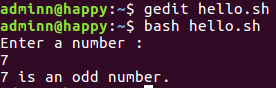 adminn@happy:~$ gedit hello.sh
adminn@happy:~$ bash hello.sh
Enter a number :
7
7 is an odd number.